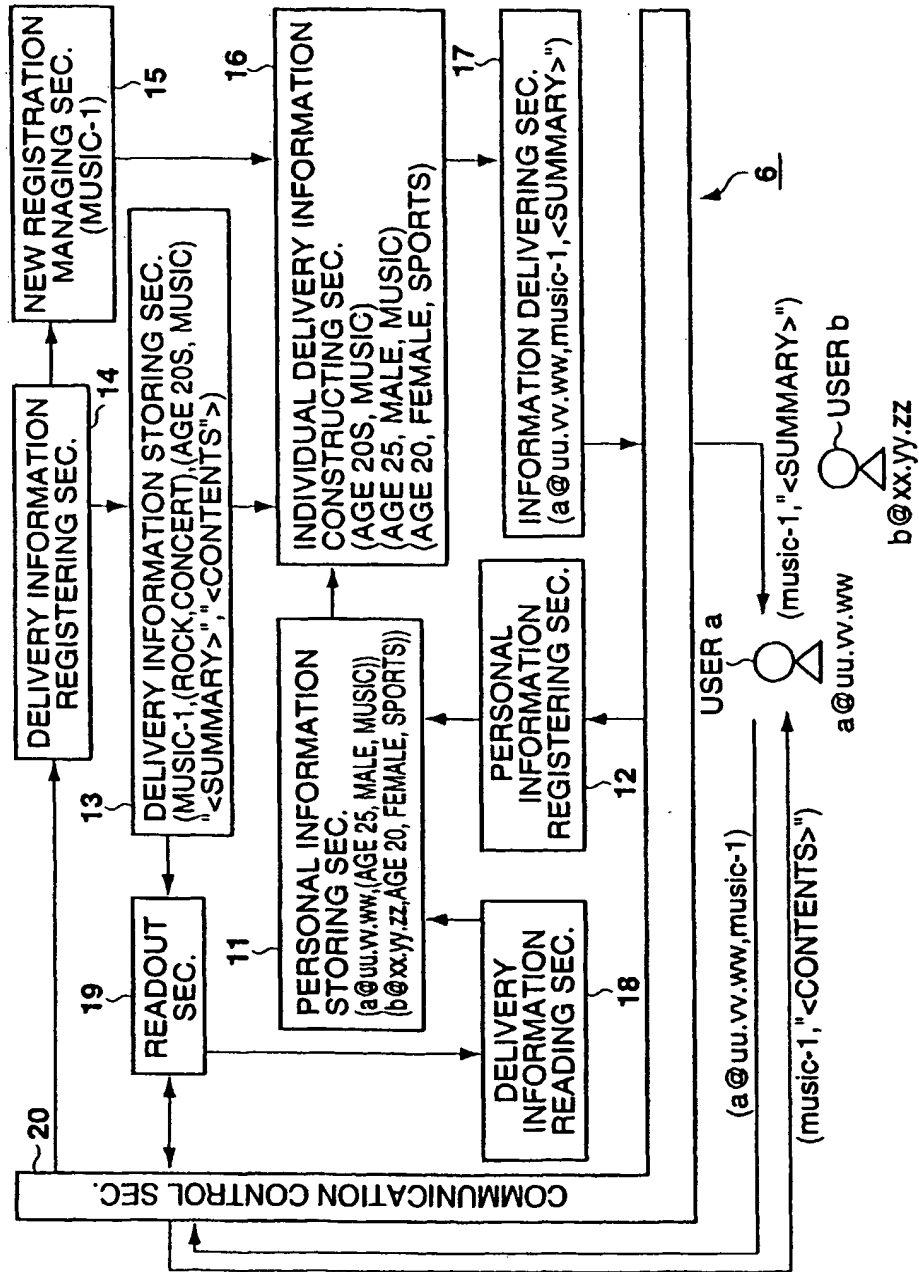 DELIVERY INFORMATION
REGISTERING SEC.
14
NEW REGISTRATION
MANAGING SEC.
(MUSIC-1)
15
13
DELIVERY INFORMATION STORING SEC.
(MUSIC-1,(ROCK,CONCERT),(AGE 20S, MUSIC)
"<SUMMARY>","<CONTENTS">)
INDIVIDUAL DELIVERY INFORMATION
CONSTRUCTING SEC.
(AGE 20S, MUSIC)
(AGE 25, MALE, MUSIC)
(AGE 20, FEMALE, SPORTS)
16
19
READOUT
SEC.
11
PERSONAL INFORMATION
STORING SEC.
(a@uu.vv.ww,(AGE 25, MALE, MUSIC))
(b@xx.yy.zz,AGE 20, FEMALE, SPORTS))
INFORMATION DELIVERING SEC.
(a@uu.vv.ww,music-1,<SUMMARY>")
17
DELIVERY
INFORMATION
READING SEC.
18
PERSONAL
INFORMATION
REGISTERING SEC.
12
20
COMMUNICATION CONTROL SEC.
6
(a@uu.vv.ww,music-1)
(music-1,"<CONTENTS>")
USER a
a@uu.vv.ww
(music-1,"<SUMMARY>")
USER b
b@xx.yy.zz